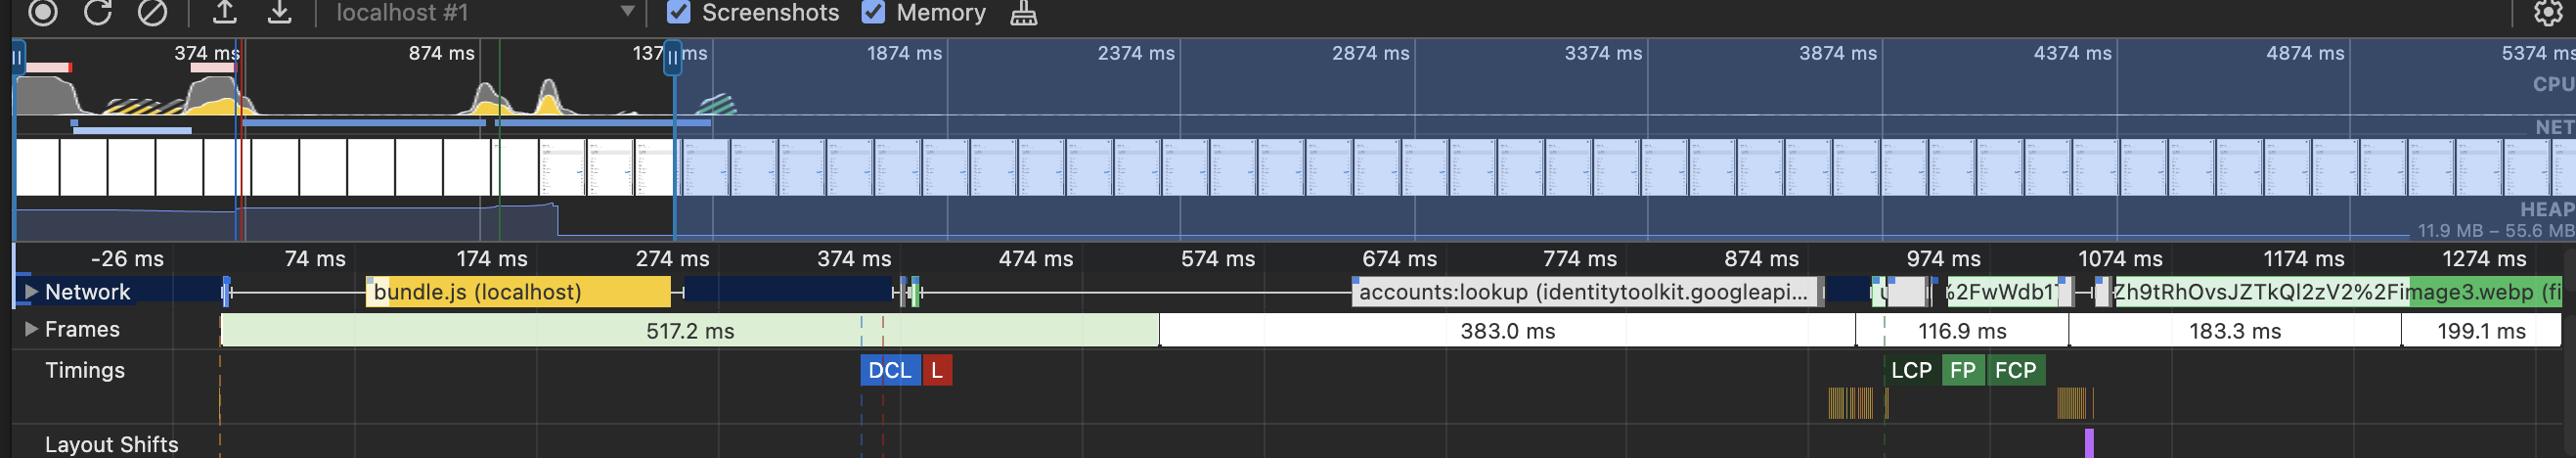 localhost #1 Screenshots Memory
374 ms 874 ms 137 ms 1874 ms 2374 ms 2874 ms 3374 ms 3874 ms 4374 ms 4874 ms 5374 ms
CPU
NET
HEAP
11.9 MB – 55.6 MB
-26 ms 74 ms 174 ms 274 ms 374 ms 474 ms 574 ms 674 ms 774 ms 874 ms 974 ms 1074 ms 1174 ms 1274 ms
Network bundle.js (localhost) accounts:lookup (identitytoolkit.googleapi... %2FwWdb1 Zh9tRhOvsJZTkQI2zV2%2Fimage3.webp (fi
Frames 517.2 ms 383.0 ms 116.9 ms 183.3 ms 199.1 ms
Timings DCL L LCP FP FCP
Layout Shifts